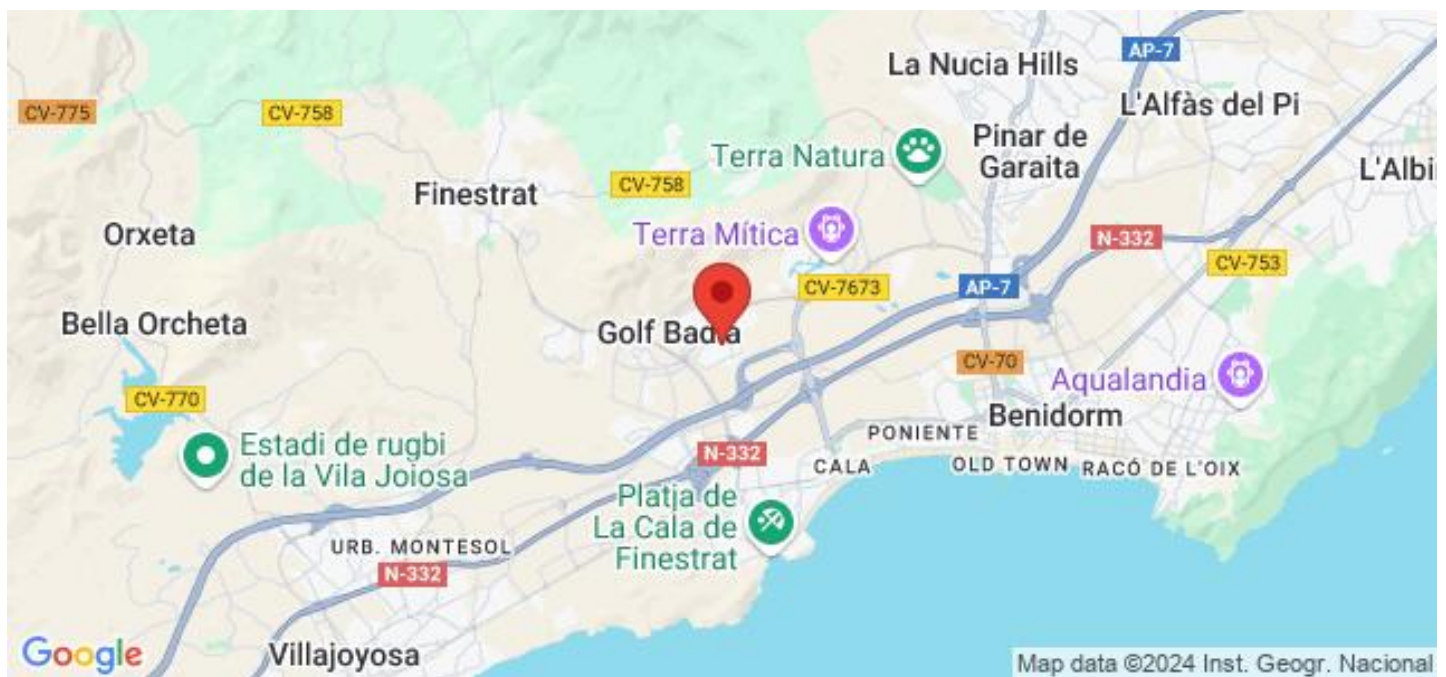 AP-7
La Nucia Hills
CV-775
CV-758
L'Alfàs del Pi
Terra Natura
Pinar de
Garaita
L'Albi
Finestrat
CV-758
Orxeta
Terra Mítica
N-332
CV-753
CV-7673
AP-7
Bella Orcheta
Golf Badia
CV-70
Aqualandia
CV-770
Benidorm
PONIENTE
Estadi de rugbi
de la Vila Joiosa
N-332
CALA
OLD TOWN
RACÓ DE L'OIX
Platja de
La Cala de
Finestrat
URB. MONTESOL
N-332
Villajoyosa
Google
Map data ©2024 Inst. Geogr. Nacional